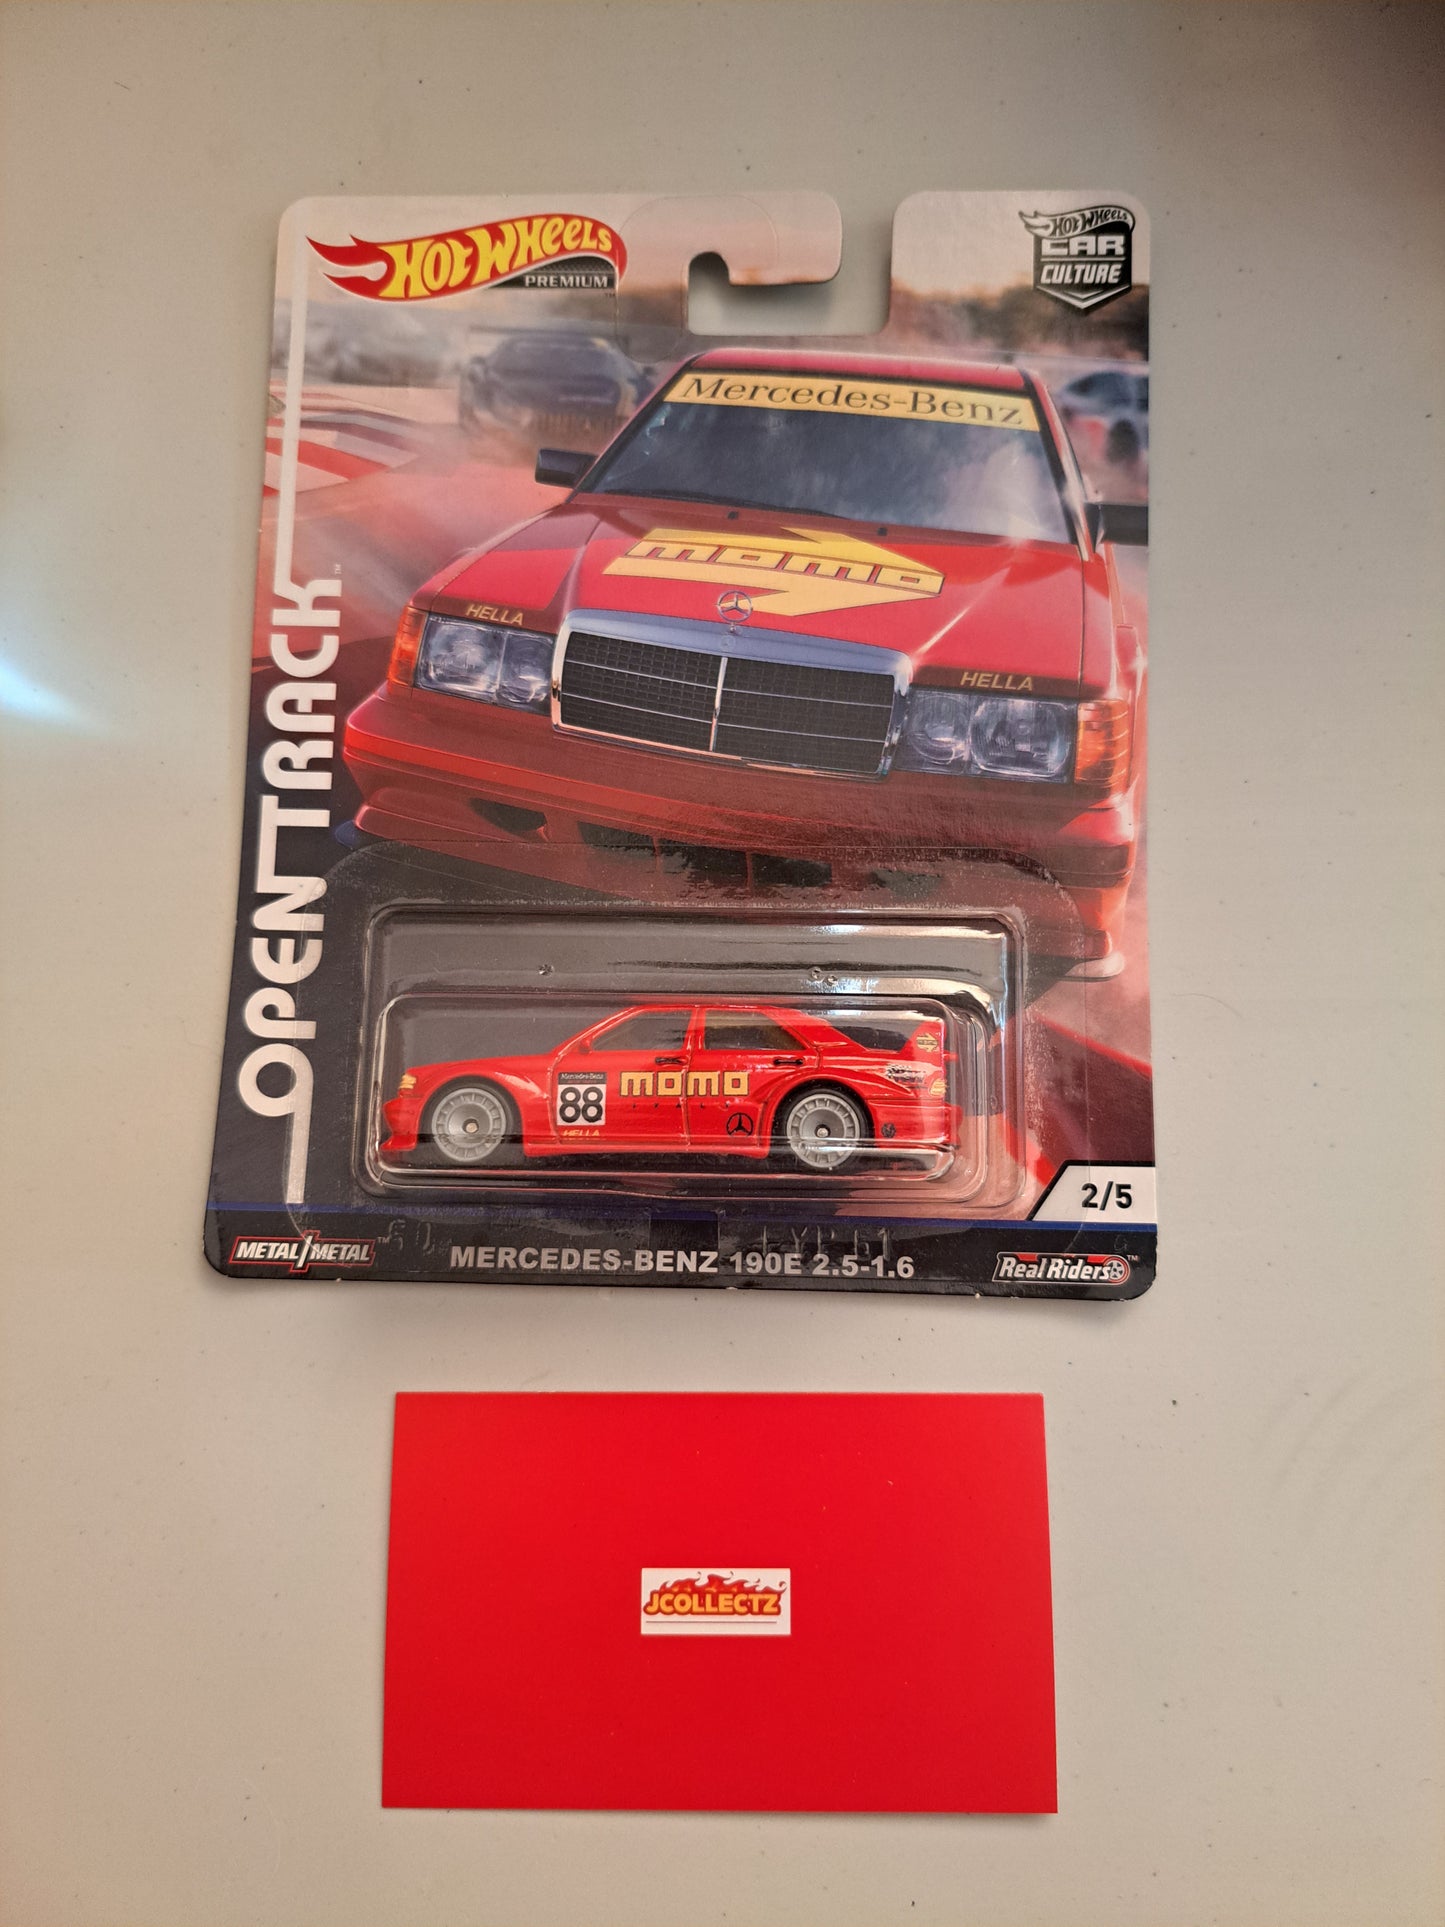 HOT WHEELS
PREMIUM
HOT WHEELS
CAR
CULTURE
Mercedes-Benz
momo
HELLA
HELLA
OPEN TRACK
Mercedes-Benz
88
HELLA
momo
ITALY
2/5
METAL/METAL
MERCEDES-BENZ 190E 2.5-1.6
Real Riders
JCOLLECTZ